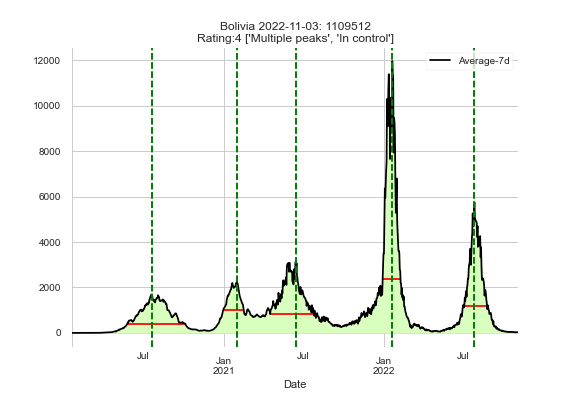 Bolivia 2022-11-03: 1109512
Rating:4 ['Multiple peaks', 'In control']
Average-7d
12000
10000
8000
6000
4000
2000
0
Jul
Jan
2021
Jul
Jan
2022
Jul
Date